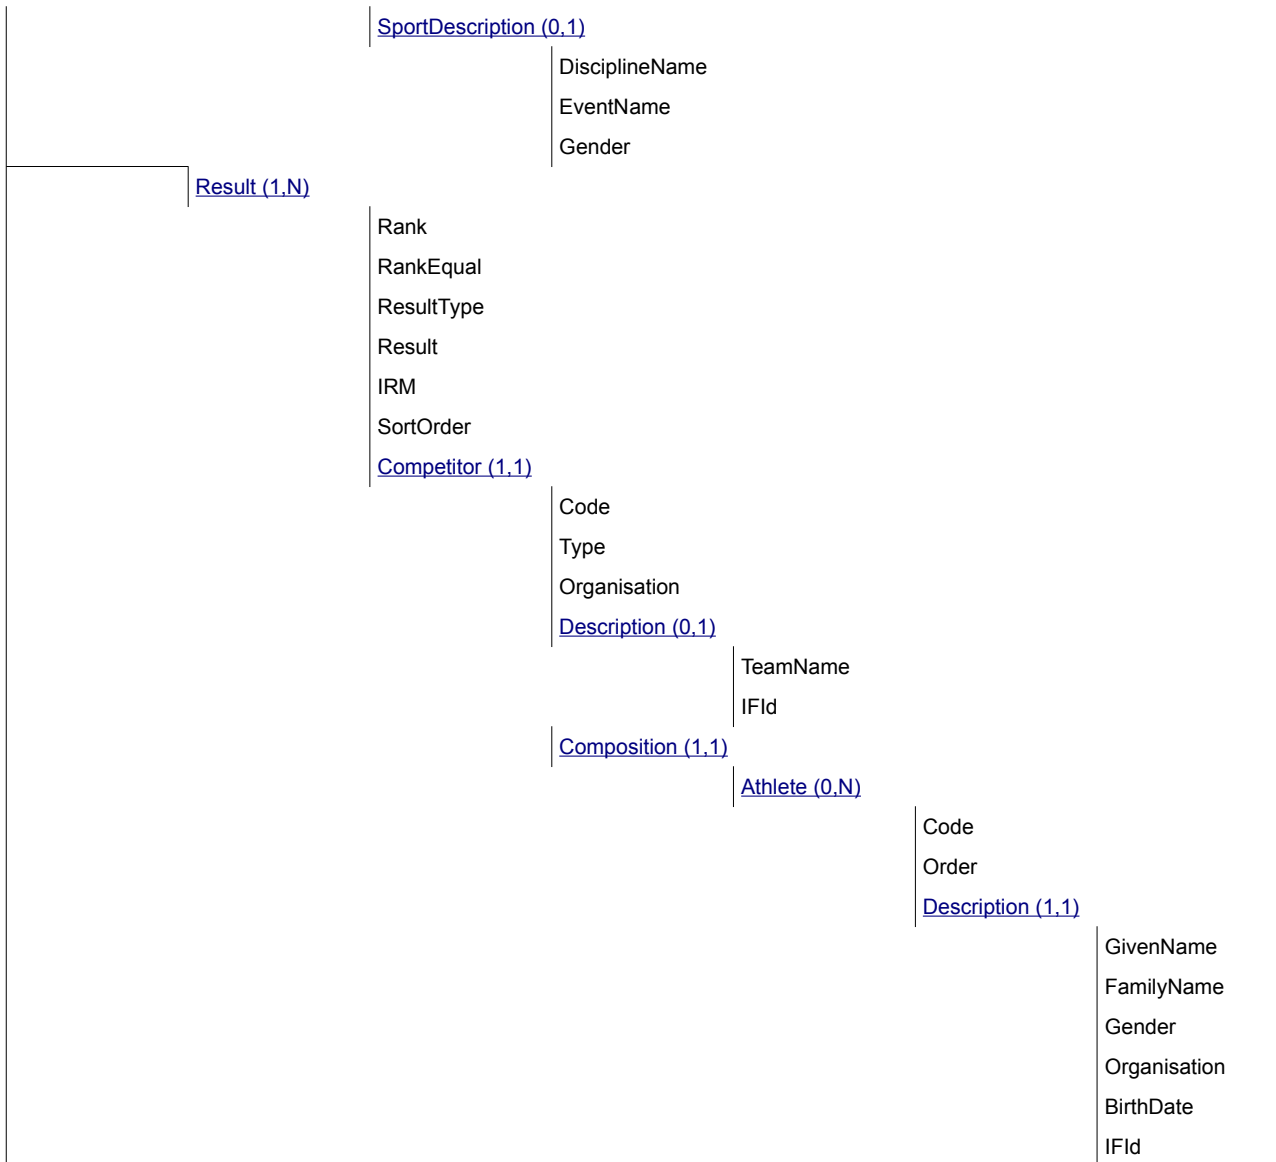 SportDescription (0,1)
DisciplineName
EventName
Gender
Result (1,N)
Rank
RankEqual
ResultType
Result
IRM
SortOrder
Competitor (1,1)
Code
Type
Organisation
Description (0,1)
TeamName
IFId
Composition (1,1)
Athlete (0,N)
Code
Order
Description (1,1)
GivenName
FamilyName
Gender
Organisation
BirthDate
IFId